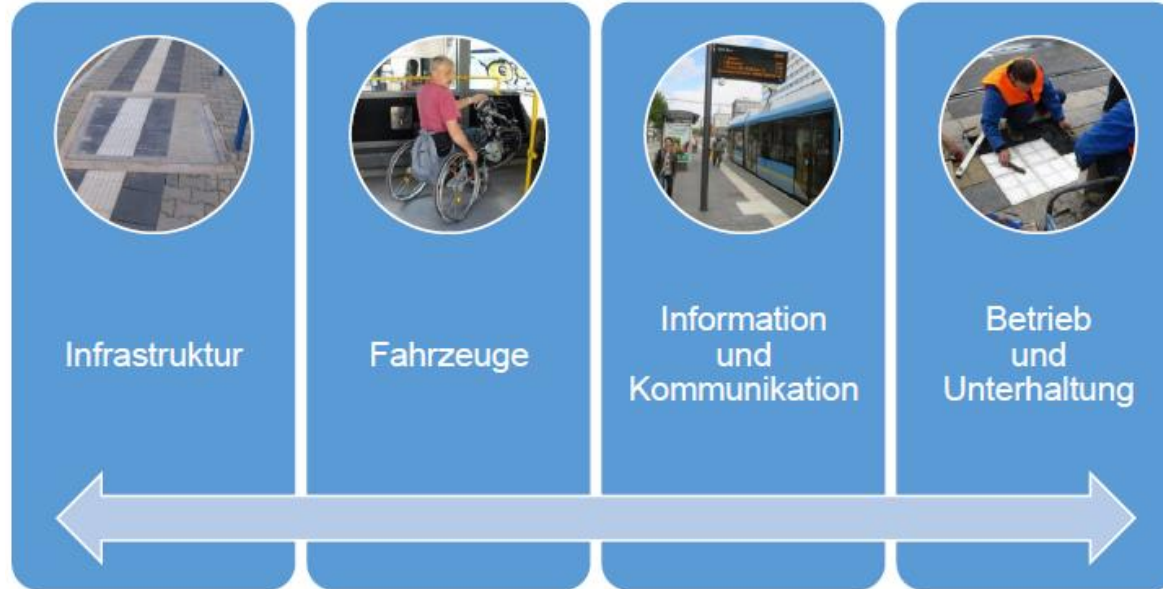 Infrastruktur
Fahrzeuge
Information
und
Kommunikation
Betrieb
und
Unterhaltung